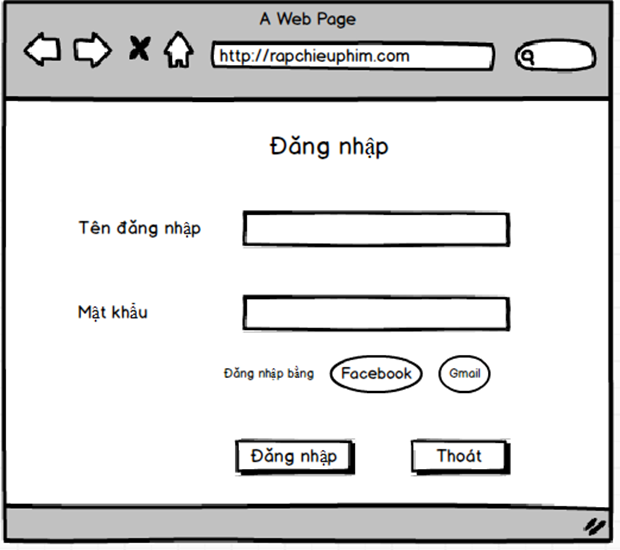 A Web Page
http://rapchieuphim.com
Đăng nhập
Tên đăng nhập
Mật khẩu
Đăng nhập bằng Facebook Gmail
Đăng nhập Thoát